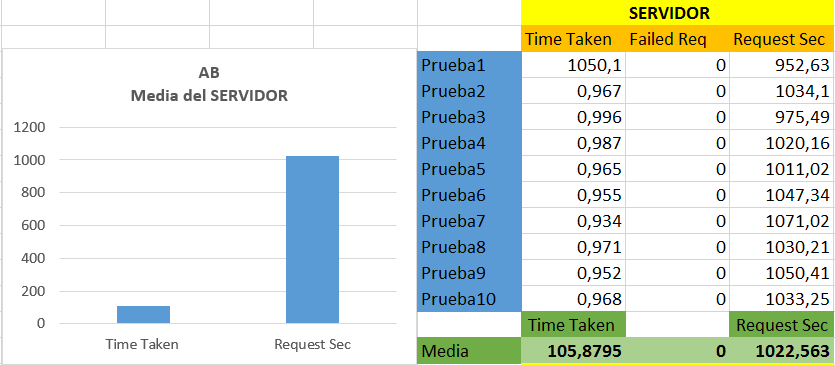 AB
Media del SERVIDOR
1200
1000
800
600
400
200
0
Time Taken Request Sec
SERVIDOR
Time Taken Failed Req Request Sec
Prueba1 1050,1 0 952,63
Prueba2 0,967 0 1034,1
Prueba3 0,996 0 975,49
Prueba4 0,987 0 1020,16
Prueba5 0,965 0 1011,02
Prueba6 0,955 0 1047,34
Prueba7 0,934 0 1071,02
Prueba8 0,971 0 1030,21
Prueba9 0,952 0 1050,41
Prueba10 0,968 0 1033,25
Time Taken Request Sec
Media 105,8795 0 1022,563